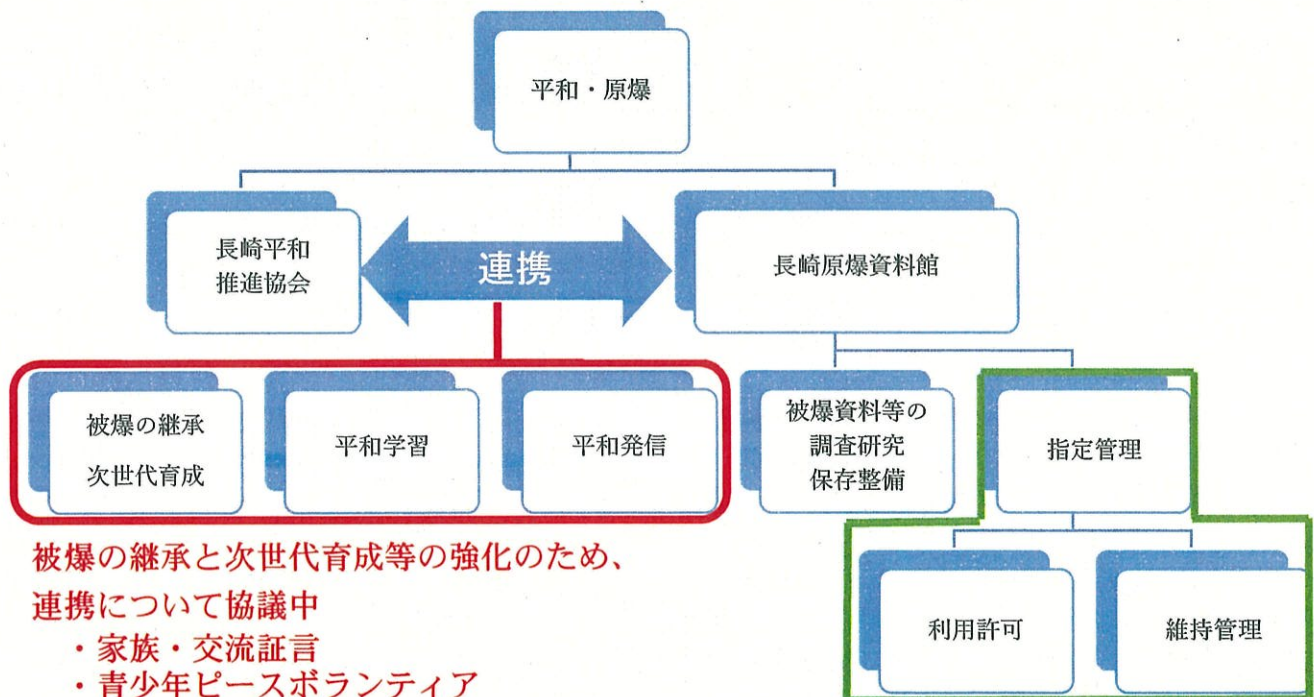 平和・原爆
長崎平和
推進協会
連携
長崎原爆資料館
被爆の継承
次世代育成
平和学習
平和発信
被爆資料等の
調査研究
保存整備
指定管理
利用許可
維持管理
被爆の継承と次世代育成等の強化のため、
連携について協議中
・家族・交流証言
・青少年ピースボランティア